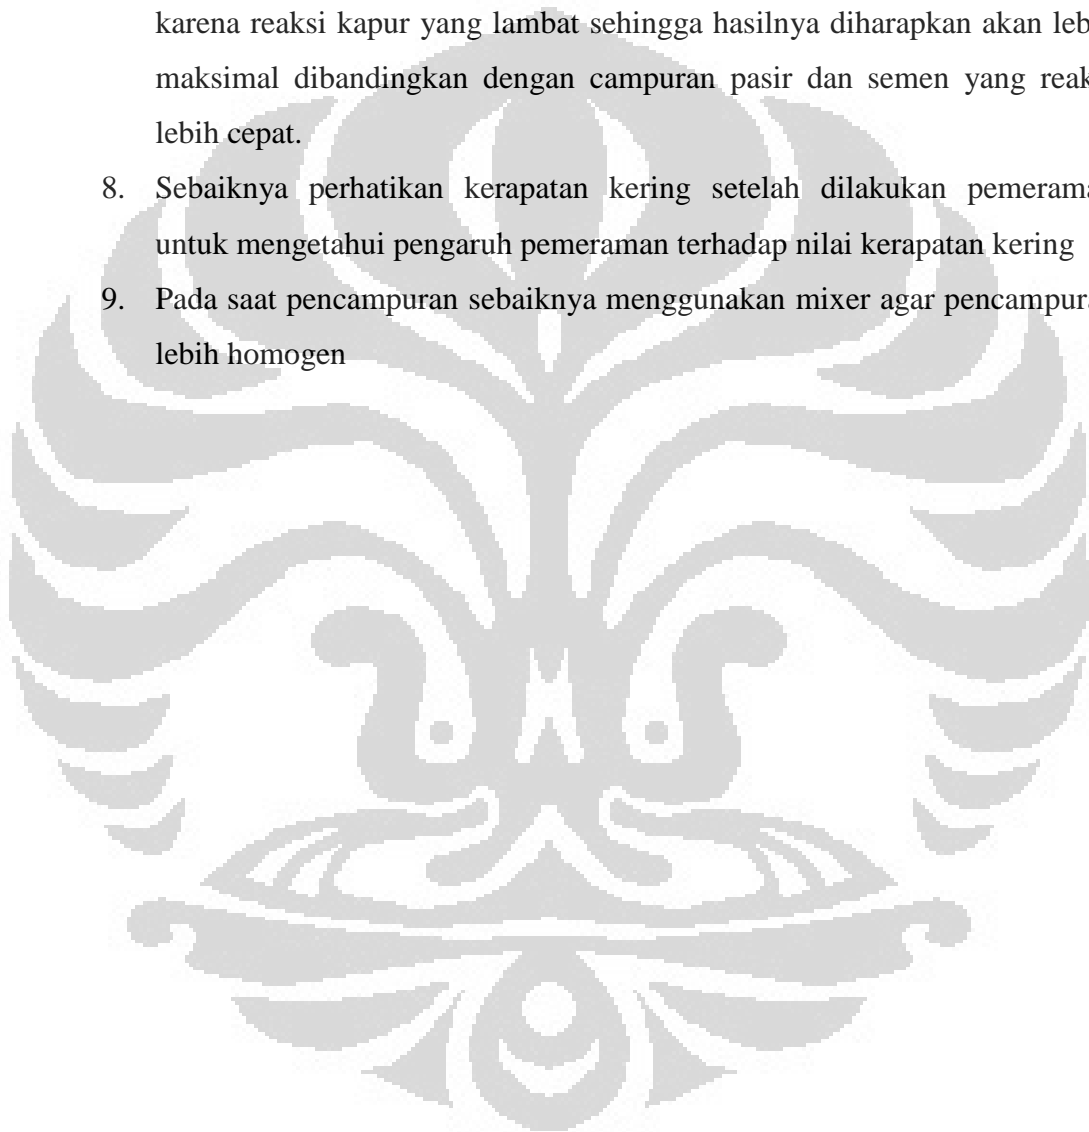 karena reaksi kapur yang lambat sehingga hasilnya diharapkan akan leb
maksimal dibandingkan dengan campuran pasir dan semen yang reak
lebih cepat.
8. Sebaiknya perhatikan kerapatan kering setelah dilakukan pemerama
untuk mengetahui pengaruh pemeraman terhadap nilai kerapatan kering
9. Pada saat pencampuran sebaiknya menggunakan mixer agar pencampura
lebih homogen